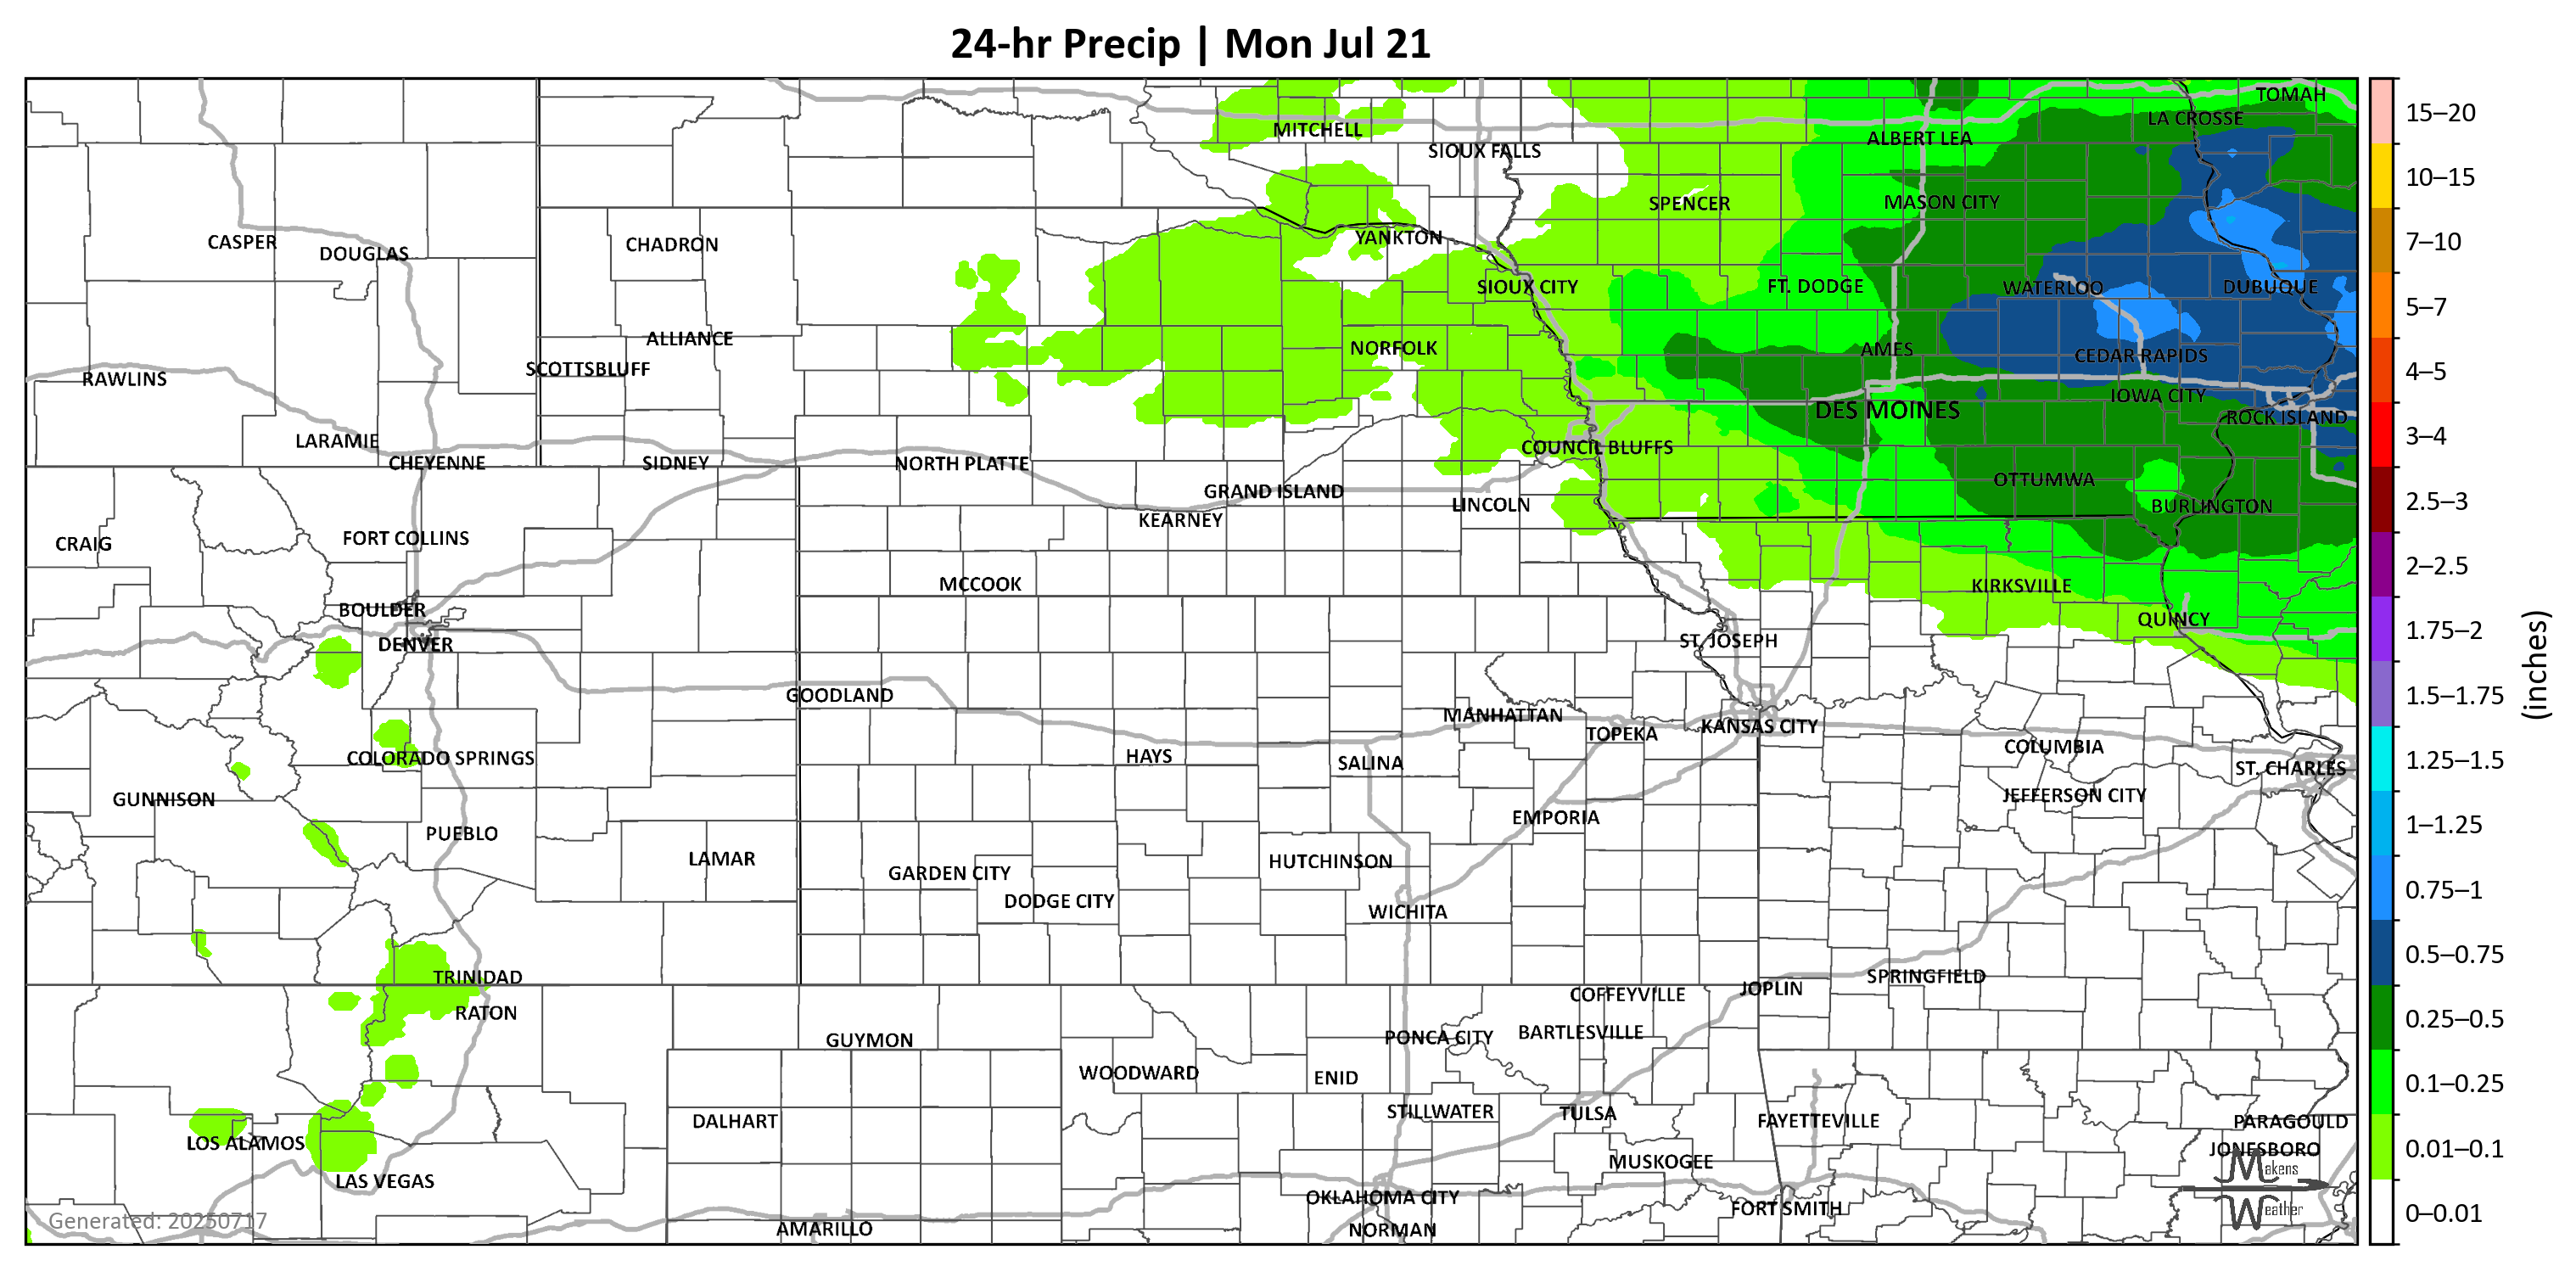 24-hr Precip | Mon Jul 21
TOMAH
LA CROSSE
MITCHELL
ALBERT LEA
SIOUX FALLS
SPENCER
MASON CITY
CASPER
DOUGLAS
CHADRON
YANKTON
SIOUX CITY
FT. DODGE
WATERLOO
DUBUQUE
ALLIANCE
NORFOLK
AMES
CEDAR RAPIDS
SCOTTSBLUFF
RAWLINS
IOWA CITY
DES MOINES
ROCK ISLAND
LARAMIE
COUNCIL BLUFFS
CHEYENNE
SIDNEY
NORTH PLATTE
OTTUMWA
GRAND ISLAND
LINCOLN
BURLINGTON
KEARNEY
FORT COLLINS
CRAIG
MCCOOK
KIRKSVILLE
BOULDER
QUINCY
DENVER
ST. JOSEPH
GOODLAND
MANHATTAN
KANSAS CITY
TOPEKA
COLUMBIA
COLORADO SPRINGS
HAYS
SALINA
ST. CHARLES
GUNNISON
JEFFERSON CITY
EMPORIA
PUEBLO
LAMAR
HUTCHINSON
GARDEN CITY
DODGE CITY
WICHITA
TRINIDAD
SPRINGFIELD
JOPLIN
COFFEYVILLE
RATON
BARTLESVILLE
PONCA CITY
GUYMON
WOODWARD
ENID
STILLWATER
TULSA
DALHART
FAYETTEVILLE
PARAGOULD
LOS ALAMOS
JONESBORO
MUSKOGEE
LAS VEGAS
OKLAHOMA CITY
FORT SMITH
AMARILLO
NORMAN
Generated: 20250717
Makens
Weather
15–20
10–15
7–10
5–7
4–5
3–4
2.5–3
2–2.5
1.75–2
1.5–1.75
1.25–1.5
1–1.25
0.75–1
0.5–0.75
0.25–0.5
0.1–0.25
0.01–0.1
0–0.01
(inches)